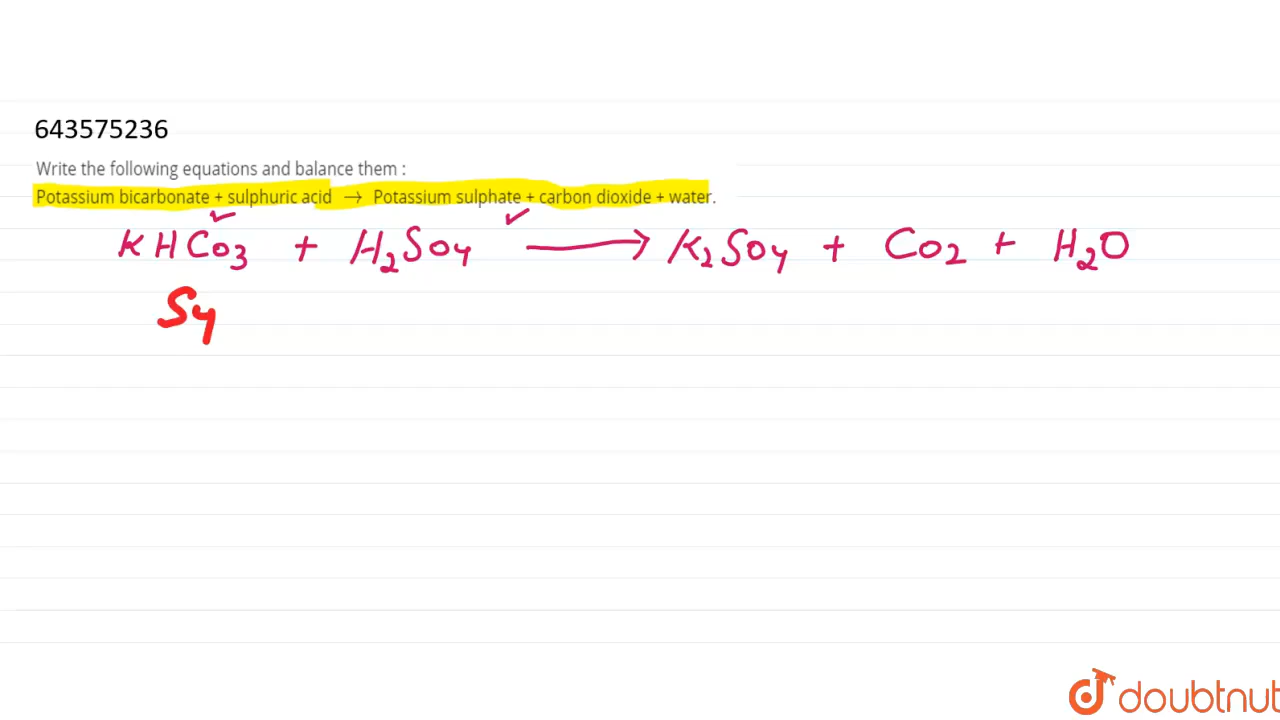 643575236
Write the following equations and balance them :
Potassium bicarbonate + sulphuric acid → Potassium sulphate + carbon dioxide + water.
KHCo3 + H2So4 ⟶ K2So4 + Co2 + H2O
Sy
doubtnut